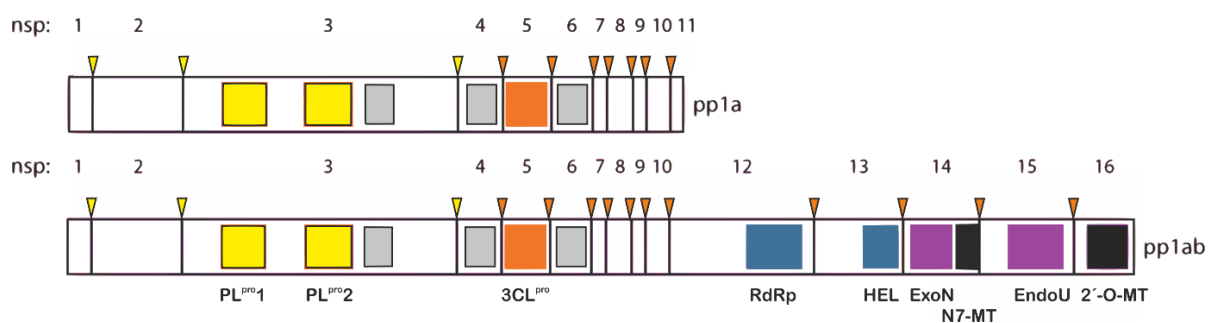 nsp: 1 2 3 4 5 6 7 8 9 10 11
pp1a
nsp: 1 2 3 4 5 6 7 8 9 10 12 13 14 15 16
pp1ab
PLᵖʳᵒ1 PLᵖʳᵒ2 3CLᵖʳᵒ RdRp HEL ExoN EndoU 2´-O-MT
N7-MT